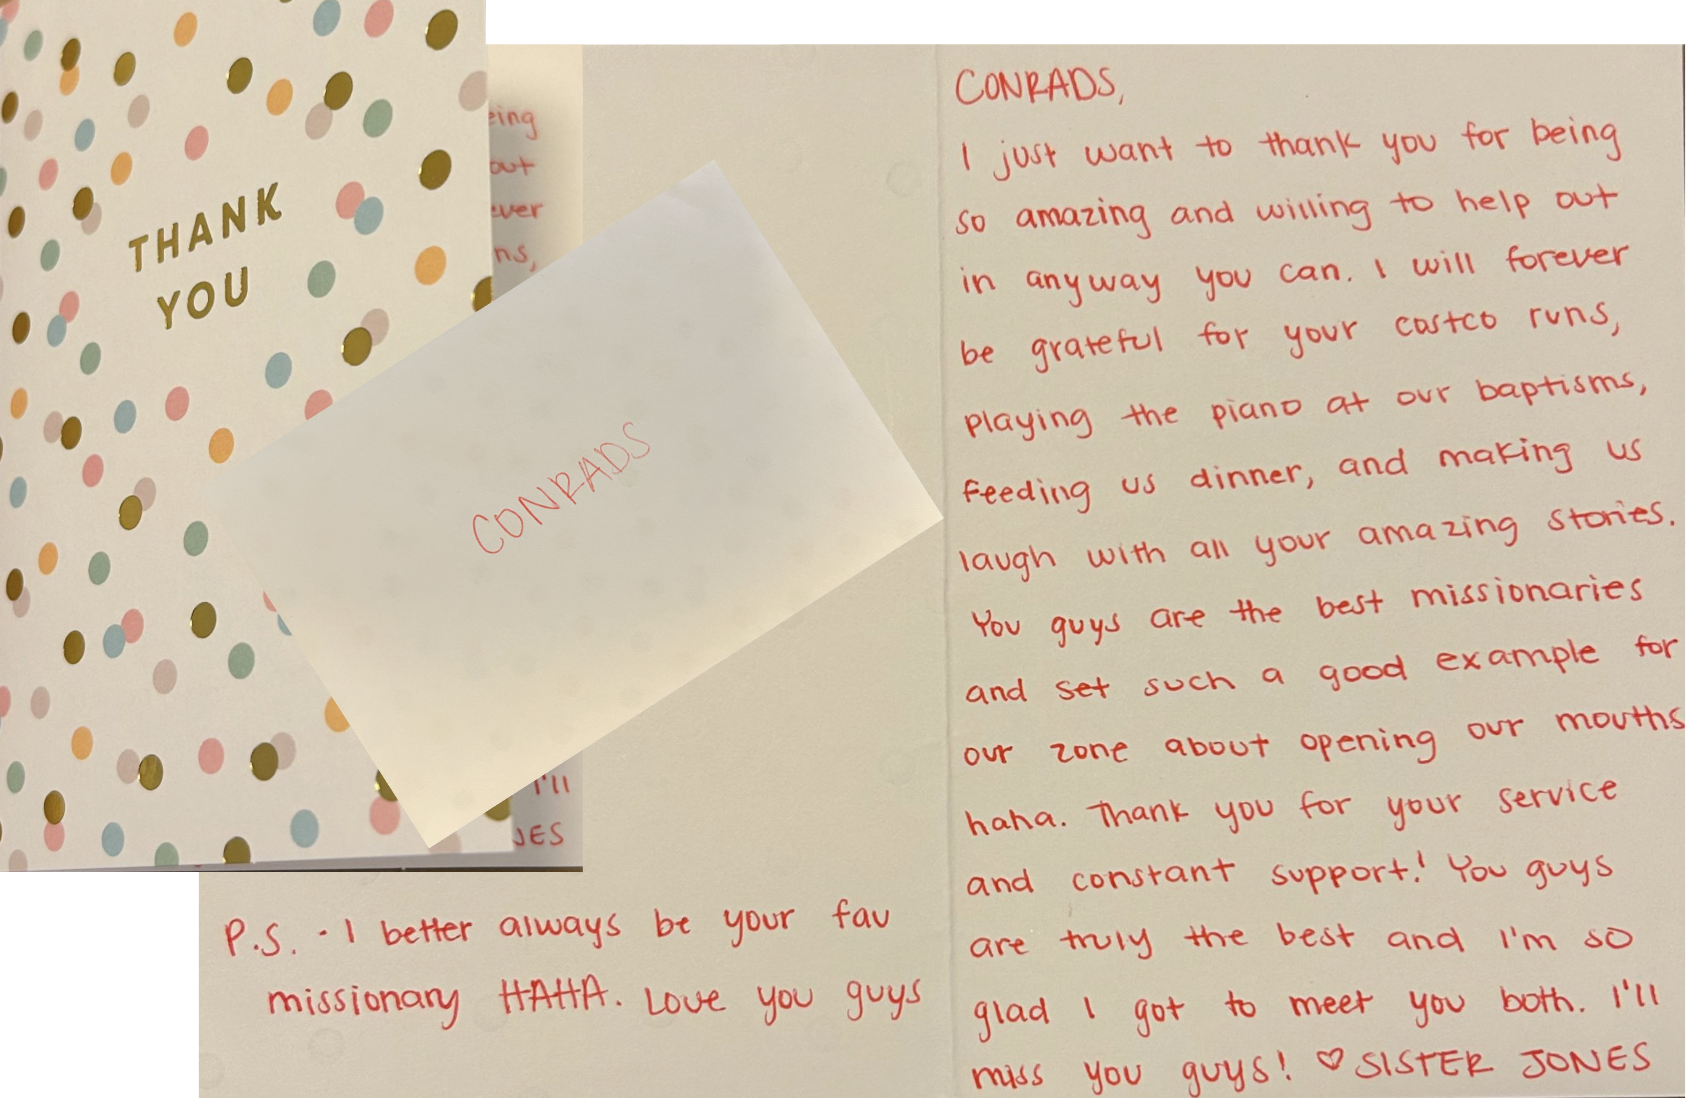 THANK
YOU
eing
out
ever
ns,
CONRADS
I'll
JES
CONRADS,
I just want to thank you for being
so amazing and willing to help out
in anyway you can. I will forever
be grateful for your costco runs,
playing the piano at our baptisms,
feeding us dinner, and making us
laugh with all your amazing stories.
You guys are the best missionaries
and set such a good example for
our zone about opening our mouths
haha. Thank you for your service
and constant support! You guys
are truly the best and I'm so
glad I got to meet you both. I'll
miss you guys! ♡ SISTER JONES
P.S. - I better always be your fav
missionary HAHA. Love you guys